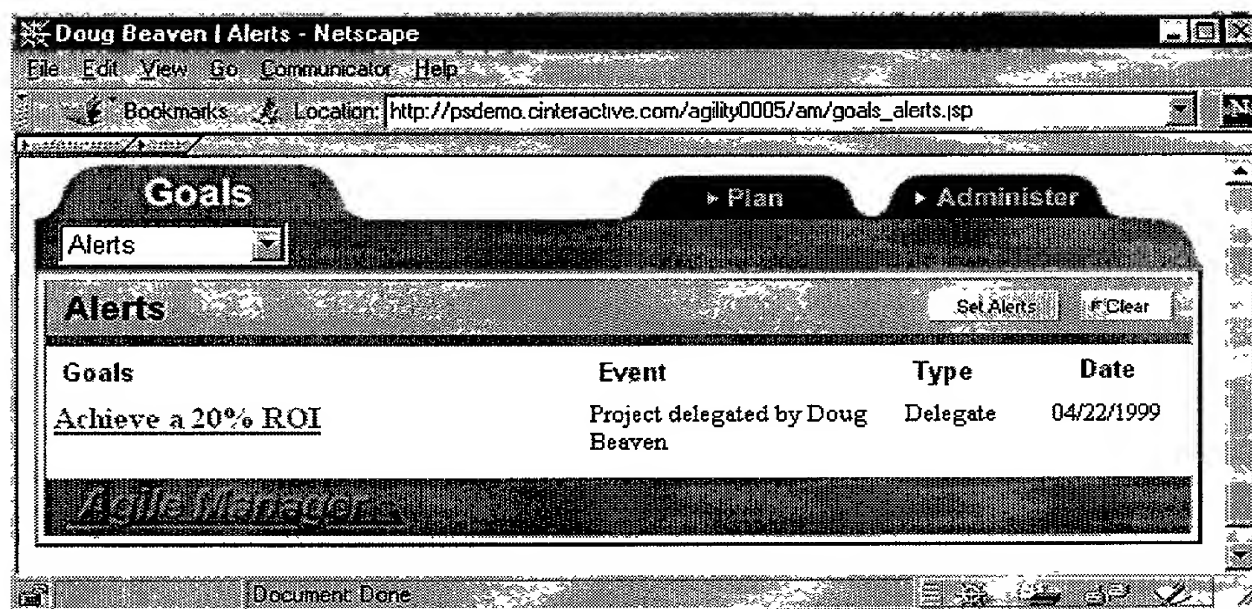 Doug Beaven | Alerts - Netscape
File Edit View Go Communicator Help
Bookmarks Location: http://psdemo.cinteractive.com/agility0005/am/goals_alerts.jsp
Goals Plan Administer
Alerts
Alerts Set Alerts Clear
Goals Event Type Date
Achieve a 20% ROI Project delegated by Doug Delegate 04/22/1999
Beaven
Agile Manager
Document Done